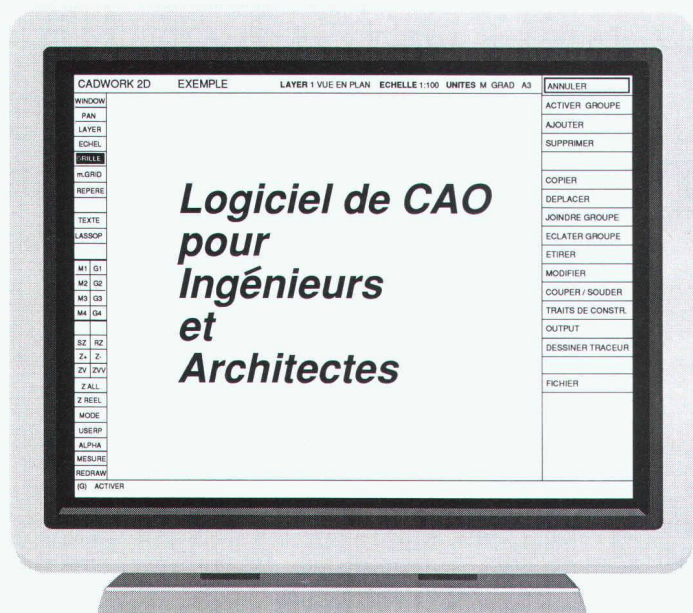 CADWORK 2D EXEMPLE LAYER 1 VUE EN PLAN ECHELLE 1:100 UNITES M GRAD A3
WINDOW
PAN
LAYER
ECHEL
GRILLE
m.GRID
REPERE
TEXTE
LASSOP
M1 G1
M2 G2
M3 G3
M4 G4
SZ RZ
Z+ Z-
ZV ZVV
Z ALL
Z REEL
MODE
USERP
ALPHA
MESURE
REDRAW
Logiciel de CAO
pour
Ingénieurs
et
Architectes
ANNULER
ACTIVER GROUPE
AJOUTER
SUPPRIMER
COPIER
DEPLACER
JOINDRE GROUPE
ECLATER GROUPE
ETIRER
MODIFIER
COUPER / SOUDER
TRAITS DE CONSTR.
OUTPUT
DESSINER TRACEUR
FICHIER
(G) ACTIVER